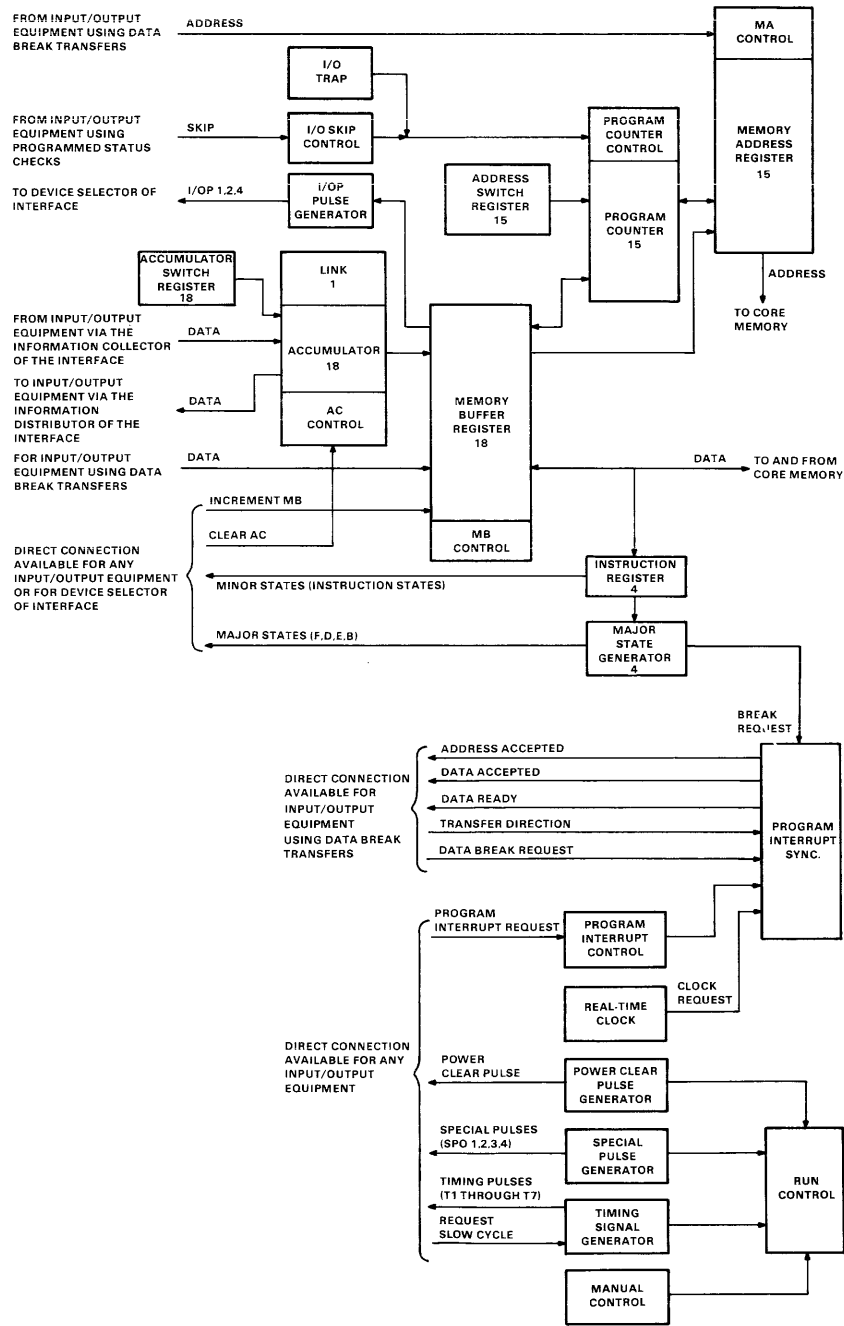 FROM INPUT/OUTPUT
EQUIPMENT USING DATA
BREAK TRANSFERS
ADDRESS
MA
CONTROL
I/O
TRAP
FROM INPUT/OUTPUT
EQUIPMENT USING
PROGRAMMED STATUS
CHECKS
SKIP
I/O SKIP
CONTROL
PROGRAM
COUNTER
CONTROL
MEMORY
ADDRESS
REGISTER
15
TO DEVICE SELECTOR OF
INTERFACE
I/OP 1,2,4
I/OP
PULSE
GENERATOR
ADDRESS
SWITCH
REGISTER
15
PROGRAM
COUNTER
15
ACCUMULATOR
SWITCH
REGISTER
18
LINK
1
ADDRESS
TO CORE
MEMORY
FROM INPUT/OUTPUT
EQUIPMENT VIA THE
INFORMATION COLLECTOR
OF THE INTERFACE
DATA
ACCUMULATOR
18
TO INPUT/OUTPUT
EQUIPMENT VIA THE
INFORMATION
DISTRIBUTOR OF THE
INTERFACE
DATA
AC
CONTROL
MEMORY
BUFFER
REGISTER
18
FOR INPUT/OUTPUT
EQUIPMENT USING DATA
BREAK TRANSFERS
DATA
DATA
TO AND FROM
CORE MEMORY
INCREMENT MB
CLEAR AC
MB
CONTROL
DIRECT CONNECTION
AVAILABLE FOR ANY
INPUT/OUTPUT EQUIPMENT
OR FOR DEVICE SELECTOR
OF INTERFACE
MINOR STATES (INSTRUCTION STATES)
INSTRUCTION
REGISTER
4
MAJOR STATES (F,D,E,B)
MAJOR
STATE
GENERATOR
4
BREAK
REQUEST
DIRECT CONNECTION
AVAILABLE FOR
INPUT/OUTPUT
EQUIPMENT
USING DATA BREAK
TRANSFERS
ADDRESS ACCEPTED
DATA ACCEPTED
DATA READY
TRANSFER DIRECTION
DATA BREAK REQUEST
PROGRAM
INTERRUPT
SYNC.
PROGRAM
INTERRUPT REQUEST
PROGRAM
INTERRUPT
CONTROL
CLOCK
REQUEST
REAL-TIME
CLOCK
DIRECT CONNECTION
AVAILABLE FOR ANY
INPUT/OUTPUT
EQUIPMENT
POWER
CLEAR PULSE
POWER CLEAR
PULSE
GENERATOR
SPECIAL PULSES
(SPO 1,2,3,4)
SPECIAL
PULSE
GENERATOR
RUN
CONTROL
TIMING PULSES
(T1 THROUGH T7)
REQUEST
SLOW CYCLE
TIMING
SIGNAL
GENERATOR
MANUAL
CONTROL